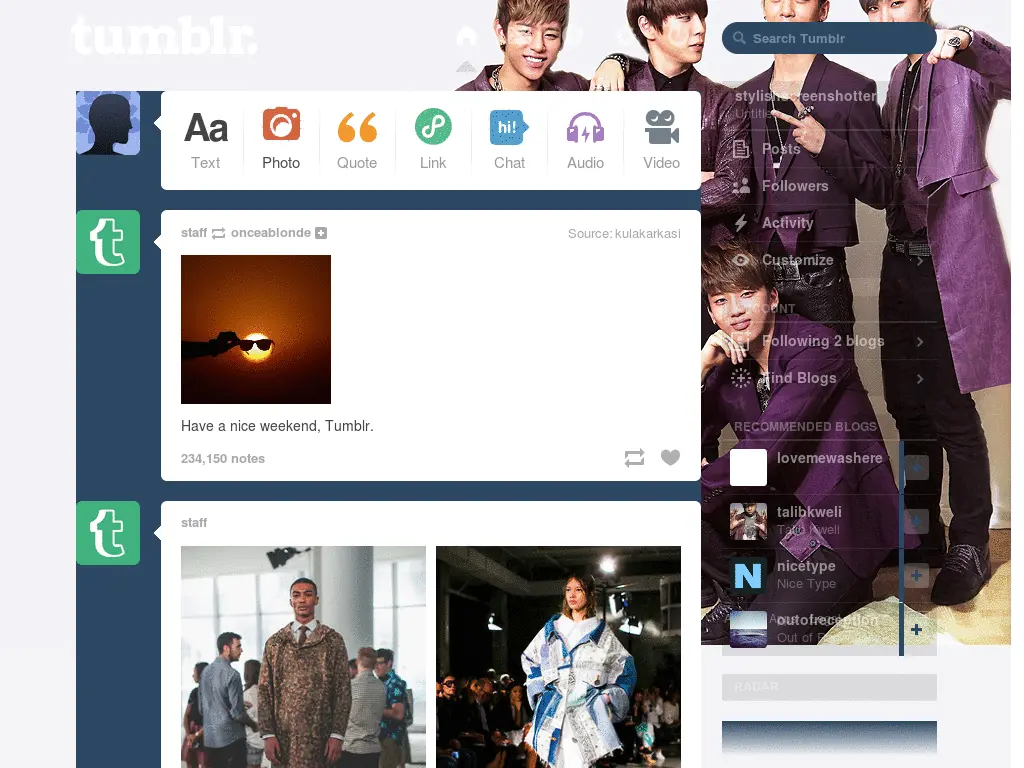 tumblr.
Search Tumblr
Aa
hi!
Text
Photo
Quote
Link
Chat
Audio
Video
stylishscreenshotter
Untitled
Posts
Followers
Activity
Customize
ACCOUNT
Following 2 blogs
Find Blogs
RECOMMENDED BLOGS
lovemewashere
talibkweli
Talib Kweli
nicetype
Nice Type
outofreception
Out of Reception
RADAR
staff onceablonde
Source: kulakarkasi
Have a nice weekend, Tumblr.
234,150 notes
staff